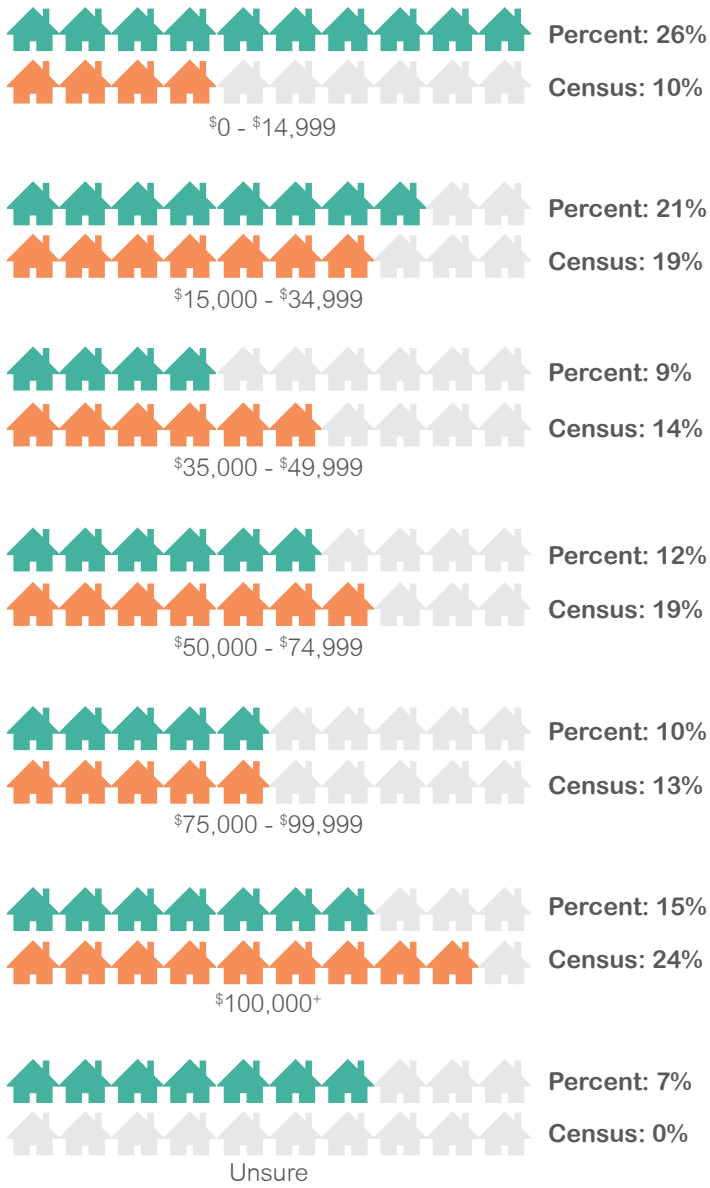 Percent: 26%
Census: 10%
$0 - $14,999
Percent: 21%
Census: 19%
$15,000 - $34,999
Percent: 9%
Census: 14%
$35,000 - $49,999
Percent: 12%
Census: 19%
$50,000 - $74,999
Percent: 10%
Census: 13%
$75,000 - $99,999
Percent: 15%
Census: 24%
$100,000+
Percent: 7%
Census: 0%
Unsure